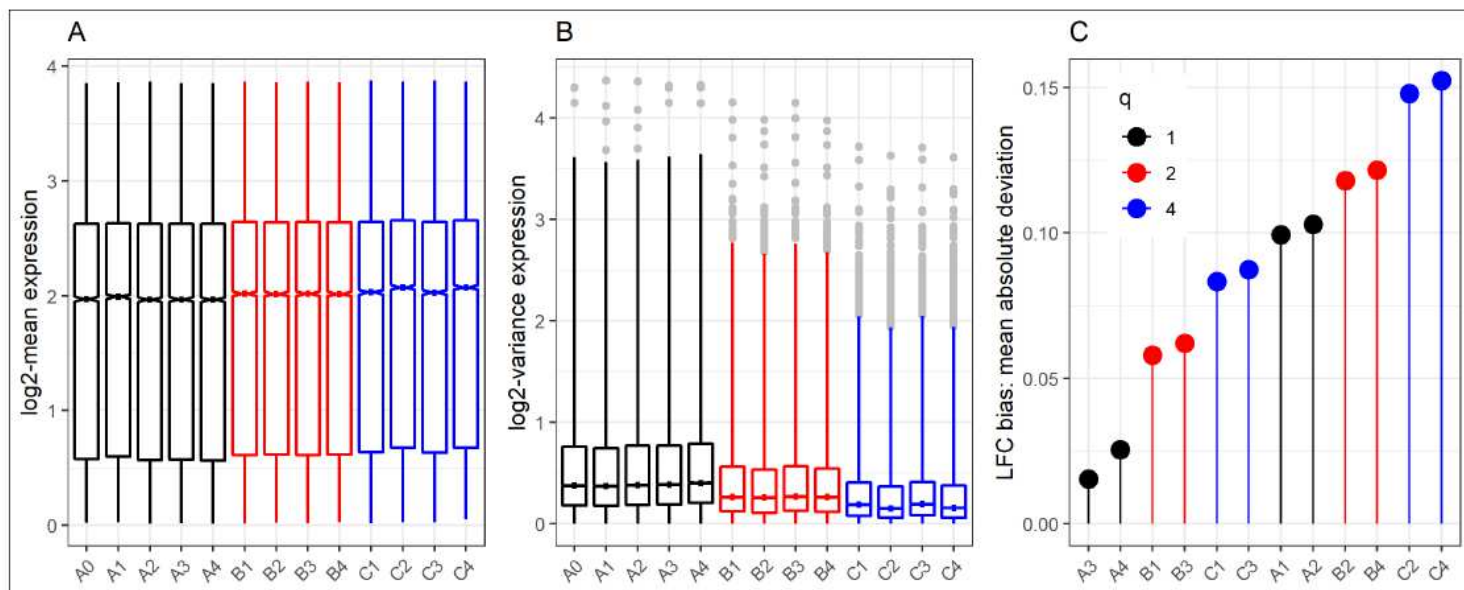 A
log2-mean expression
4
3
2
1
0
A0 A1 A2 A3 A4 B1 B2 B3 B4 C1 C2 C3 C4
B
log2-variance expression
4
3
2
1
0
A0 A1 A2 A3 A4 B1 B2 B3 B4 C1 C2 C3 C4
C
LFC bias: mean absolute deviation
0.15
0.10
0.05
0.00
q
1
2
4
A3 A4 B1 B3 C1 C3 A1 A2 B2 B4 C2 C4